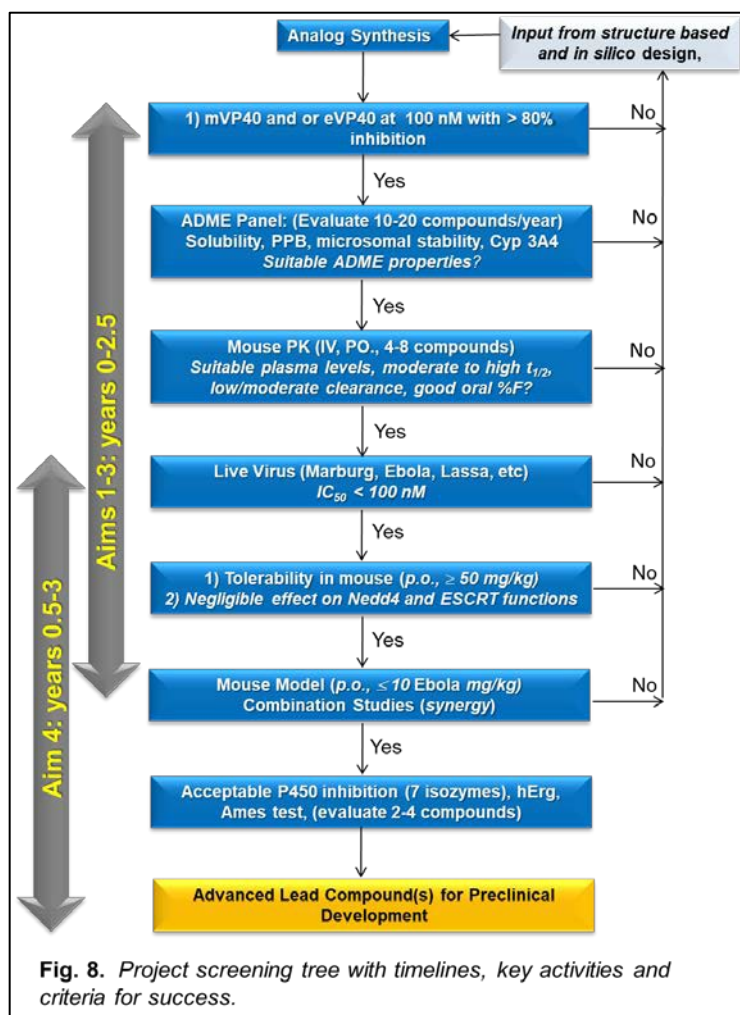 Analog Synthesis
Input from structure based
and in silico design,
1) mVP40 and or eVP40 at 100 nM with > 80%
inhibition
No
Yes
ADME Panel: (Evaluate 10-20 compounds/year)
Solubility, PPB, microsomal stability, Cyp 3A4
Suitable ADME properties?
No
Yes
Mouse PK (IV, PO., 4-8 compounds)
Suitable plasma levels, moderate to high t1/2,
low/moderate clearance, good oral %F?
No
Yes
Live Virus (Marburg, Ebola, Lassa, etc)
IC50 < 100 nM
No
Yes
1) Tolerability in mouse (p.o., ≥ 50 mg/kg)
2) Negligible effect on Nedd4 and ESCRT functions
No
Yes
Mouse Model (p.o., ≤ 10 Ebola mg/kg)
Combination Studies (synergy)
No
Yes
Acceptable P450 inhibition (7 isozymes), hErg,
Ames test, (evaluate 2-4 compounds)
Advanced Lead Compound(s) for Preclinical
Development
Aims 1-3: years 0-2.5
Aim 4: years 0.5-3
Fig. 8. Project screening tree with timelines, key activities and
criteria for success.